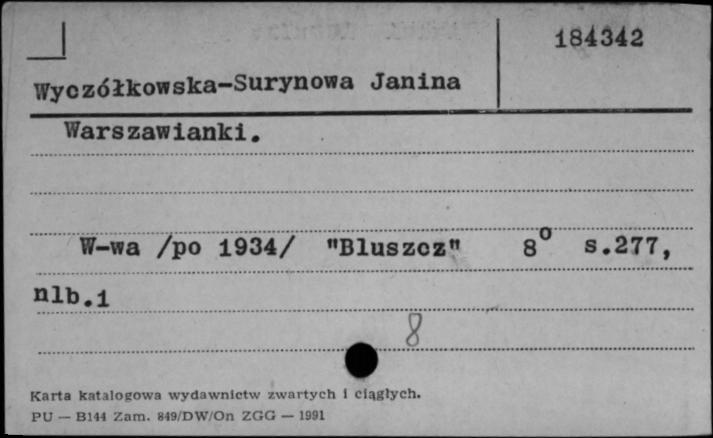 184342
Wyczółkowska-Surynowa Janina
Warszawianki.
W-wa /po 1934/ "Bluszcz" 8° s.277,
nlb.1
8
Karta katalogowa wydawnictw zwartych i ciągłych.
PU — B144 Zam. 849/DW/On ZGG — 1991